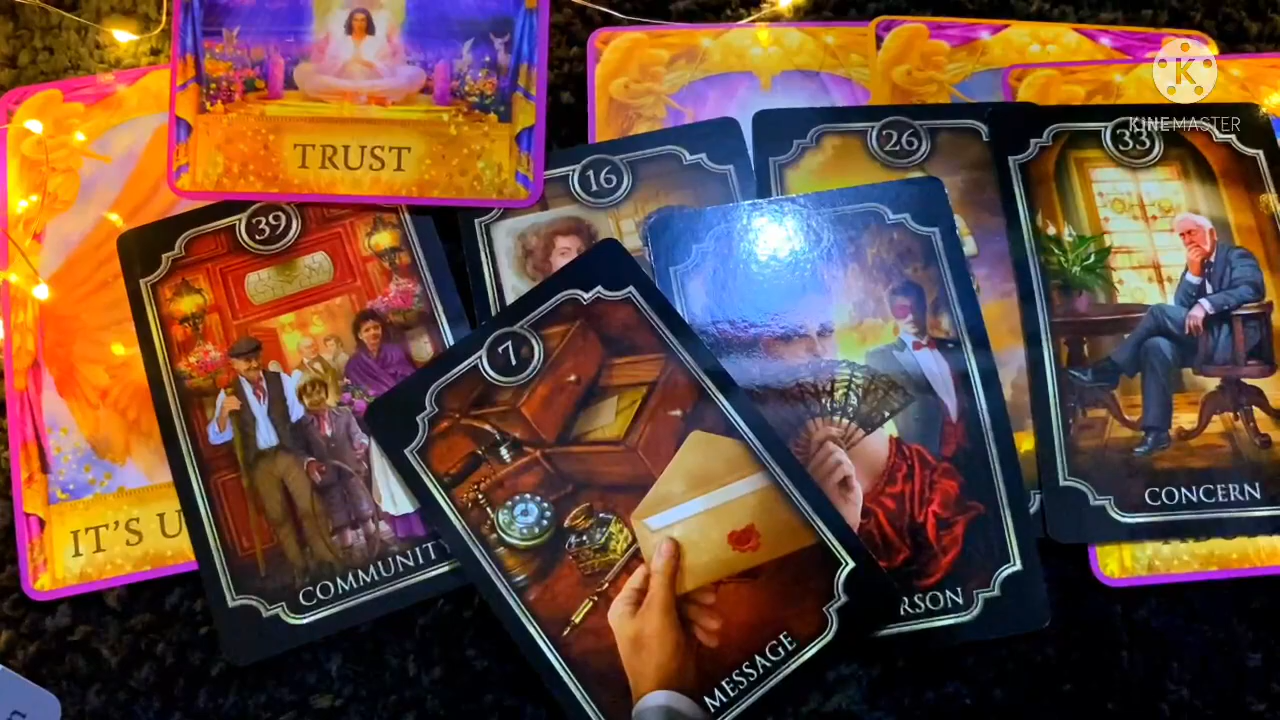 TRUST
K
KINEMASTER
39
16
26
33
7
IT'S U
CONCERN
COMMUNITY
RSON
MESSAGE